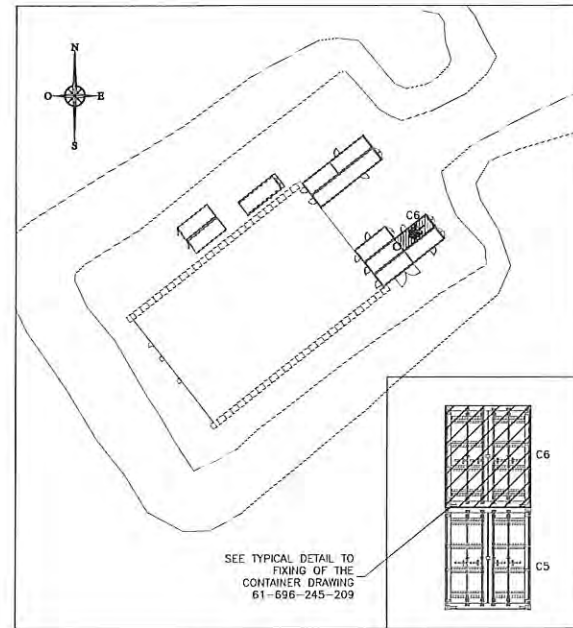 N
O E
S
C6
C6
C5
SEE TYPICAL DETAIL TO
FIXING OF THE
CONTAINER DRAWING
61-696-245-209